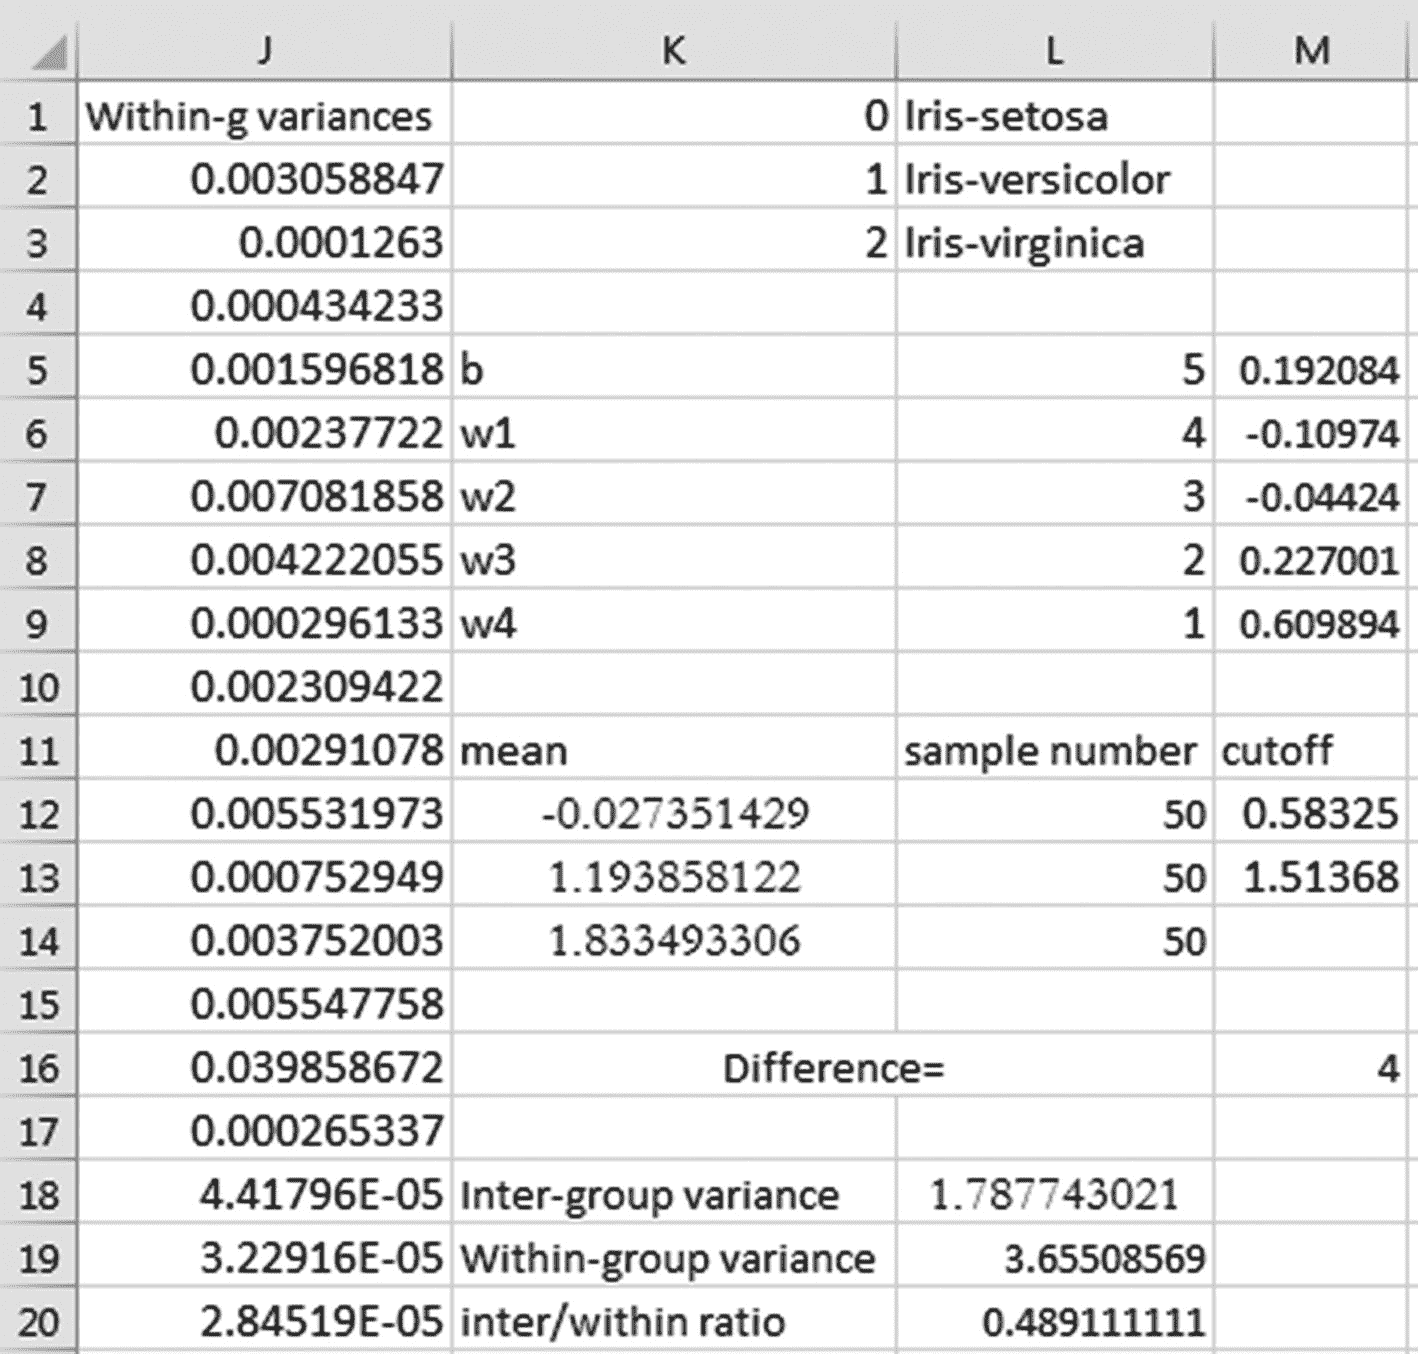 J K L M
1 Within-g variances 0 Iris-setosa
2 0.003058847 1 Iris-versicolor
3 0.0001263 2 Iris-virginica
4 0.000434233
5 0.001596818 b 5 0.192084
6 0.00237722 w1 4 -0.10974
7 0.007081858 w2 3 -0.04424
8 0.004222055 w3 2 0.227001
9 0.000296133 w4 1 0.609894
10 0.002309422
11 0.00291078 mean sample number cutoff
12 0.005531973 -0.027351429 50 0.58325
13 0.000752949 1.193858122 50 1.51368
14 0.003752003 1.833493306 50
15 0.005547758
16 0.039858672 Difference= 4
17 0.000265337
18 4.41796E-05 Inter-group variance 1.787743021
19 3.22916E-05 Within-group variance 3.65508569
20 2.84519E-05 inter/within ratio 0.489111111